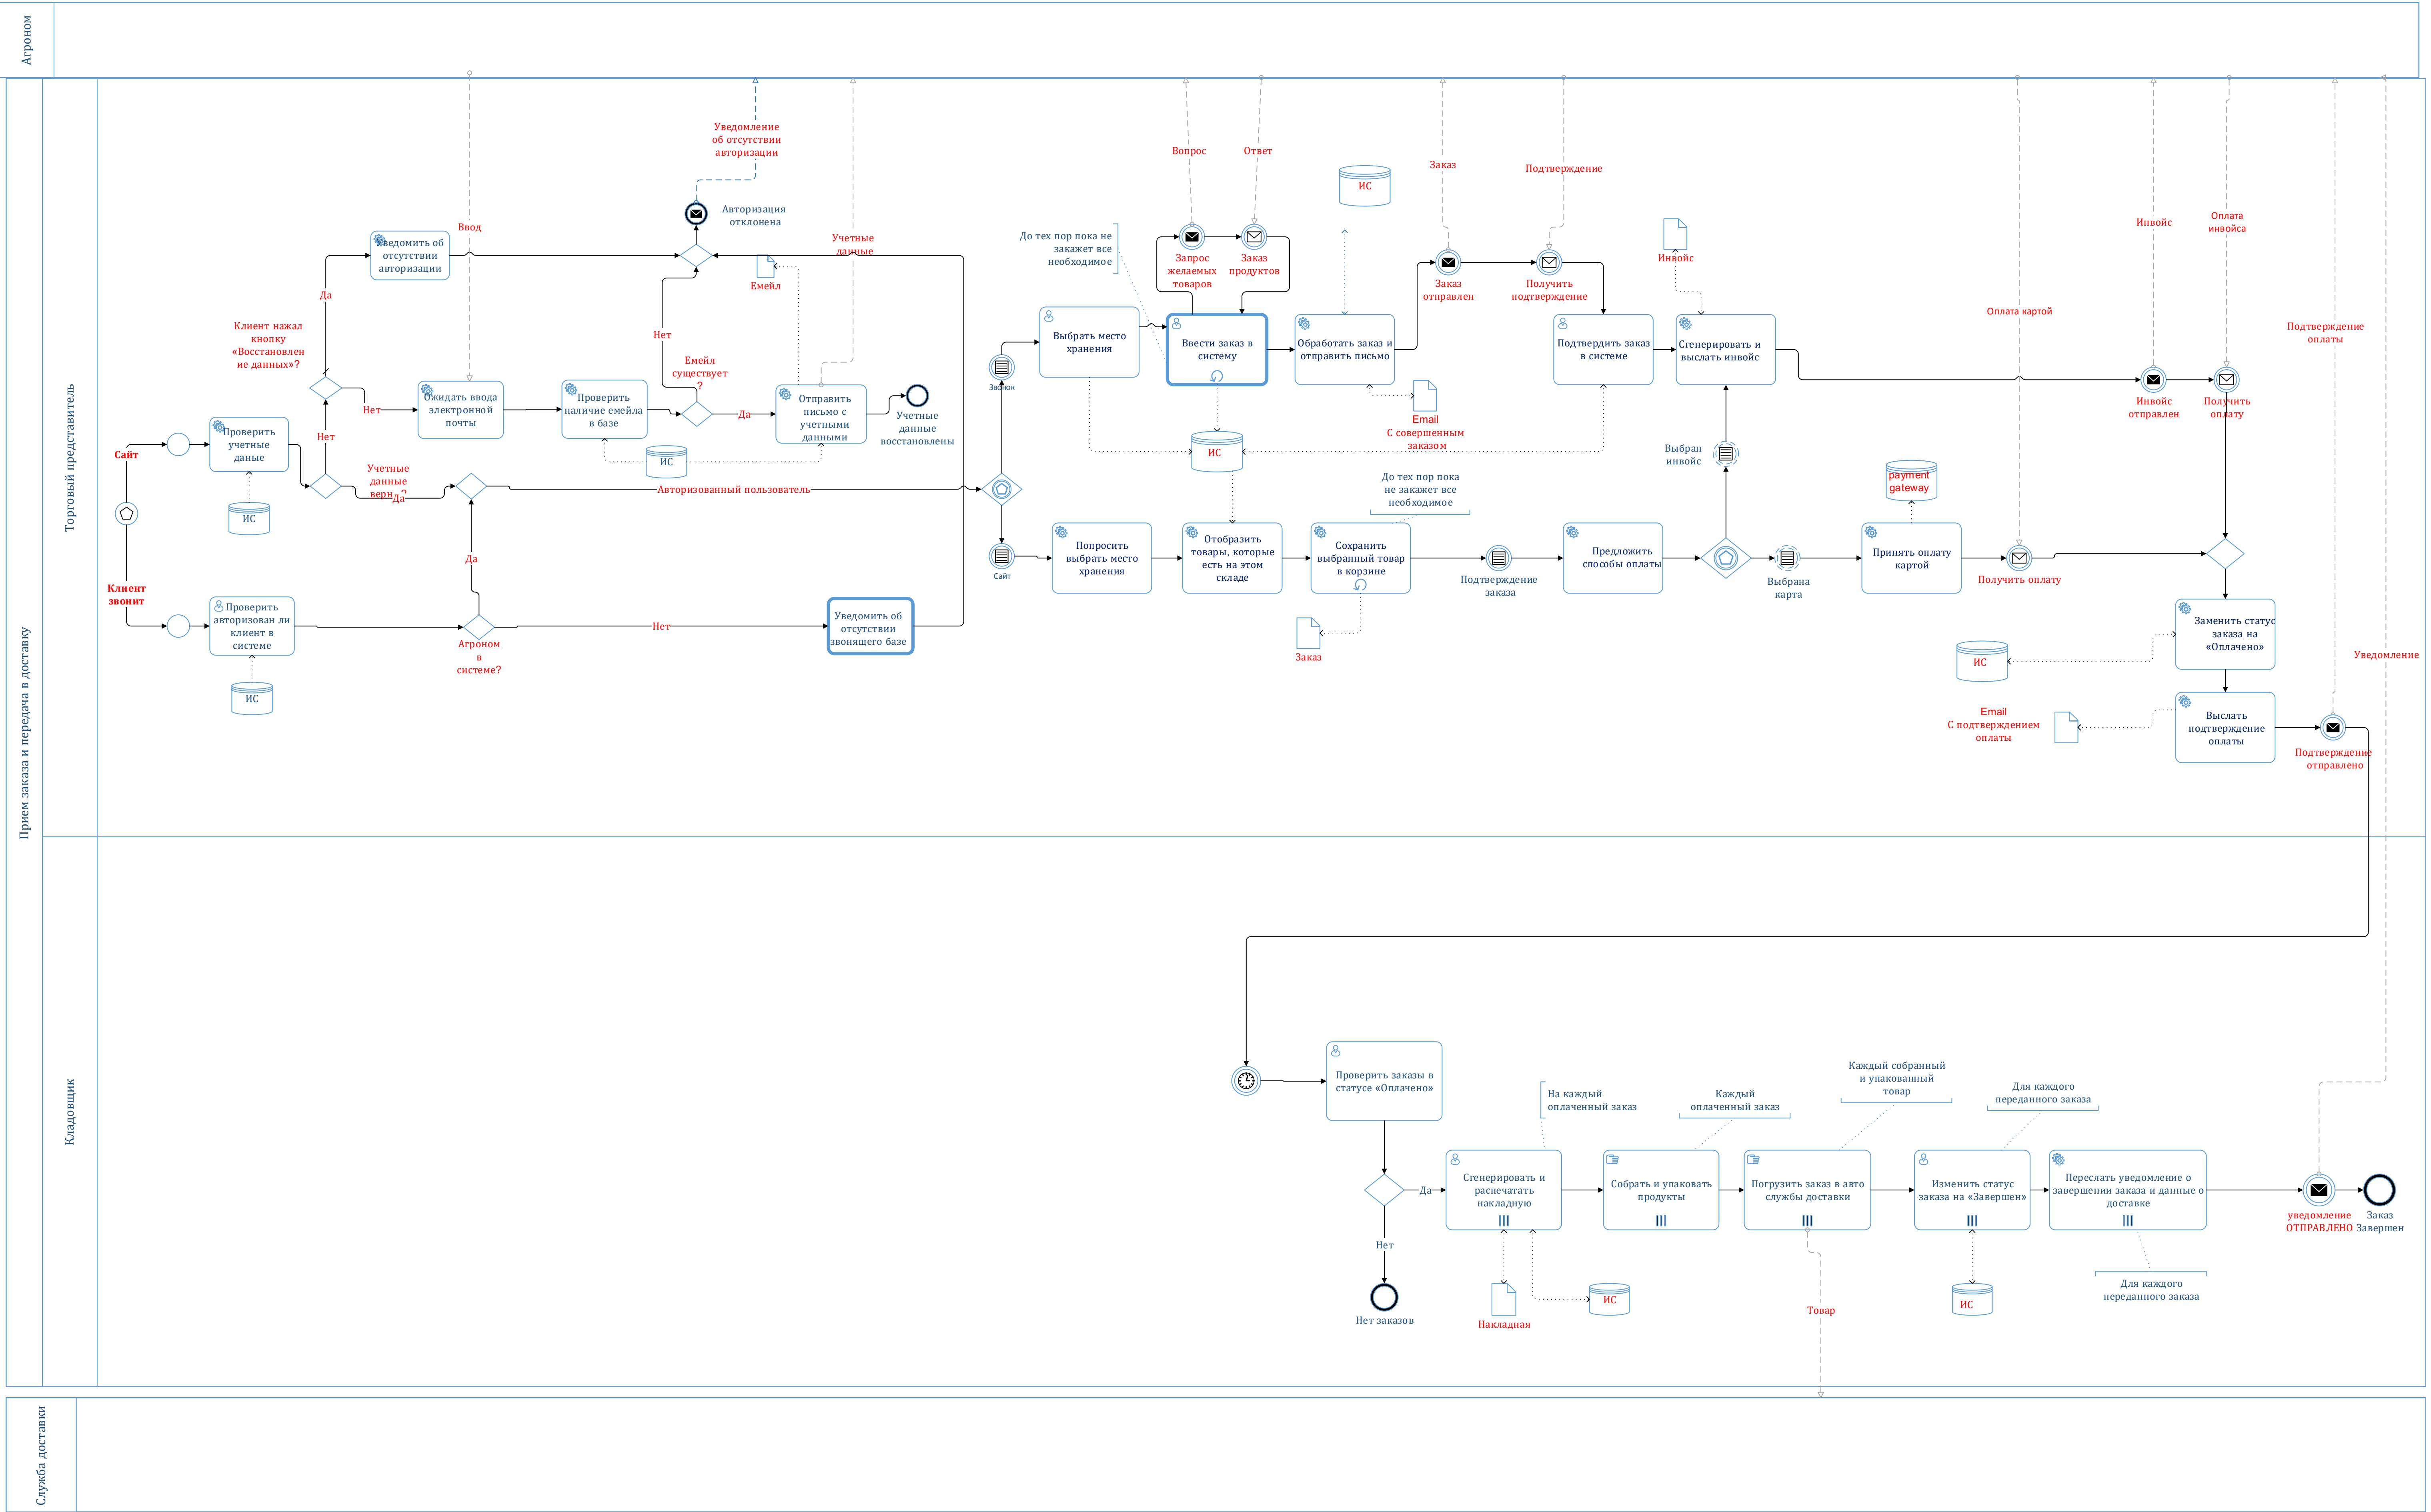 Агроном
Прием заказа и передача в доставку
Торговый представитель
Кладовщик
Служба доставки
Сайт
Клиент
звонит
Проверить
учетные
даные
ИС
Проверить
авторизован ли
клиент в
системе
ИС
Нет
Учетные
данные
Да
Клиент нажал
кнопку
«Восстановлен
ие данных»?
Да
Нет
Уведомить об
отсутствии
авторизации
Ввод
Ожидать ввода
электронной
почты
Проверить
наличие емейла
в базе
ИС
Емейл
существует
?
Нет
Да
Отправить
письмо с
учетными
данными
Емейл
Учетные
данные
Учетные
данные
восстановлены
Авторизация
отклонена
Уведомление
об отсутствии
авторизации
Авторизованный пользователь
Да
Агроном
в
системе?
Нет
Уведомить об
отсутствии
звонящего базе
Звонок
Сайт
Выбрать место
хранения
До тех пор пока не
закажет все
необходимое
Вопрос
Ответ
Запрос
желаемых
товаров
Заказ
продуктов
Ввести заказ в
систему
ИС
ИС
Обработать заказ и
отправить письмо
Email
С совершенным
заказом
Заказ
Заказ
отправлен
Подтверждение
Получить
подтверждение
Подтвердить заказ
в системе
Инвойс
Сгенерировать и
выслать инвойс
Выбран
инвойс
Попросить
выбрать место
хранения
Отобразить
товары, которые
есть на этом
складе
До тех пор пока
не закажет все
необходимое
Сохранить
выбранный товар
в корзине
Заказ
Подтверждение
заказа
Предложить
способы оплаты
Выбрана
карта
payment
gateway
Принять оплату
картой
Оплата картой
Получить оплату
Инвойс
Инвойс
отправлен
Оплата
инвойса
Получить
оплату
Подтверждение
оплаты
Уведомление
Заменить статус
заказа на
«Оплачено»
ИС
Выслать
подтверждение
оплаты
Email
С подтверждением
оплаты
Подтверждение
отправлено
Проверить заказы в
статусе «Оплачено»
Да
Нет
Нет заказов
На каждый
оплаченный заказ
Сгенерировать и
распечатать
накладную
Накладная
ИС
Каждый
оплаченный заказ
Собрать и упаковать
продукты
Каждый собранный
и упакованный
товар
Погрузить заказ в авто
службы доставки
Товар
Для каждого
переданного заказа
Изменить статус
заказа на «Завершен»
ИС
Переслать уведомление о
завершении заказа и данные о
доставке
Для каждого
переданного заказа
уведомление
ОТПРАВЛЕНО
Заказ
Завершен